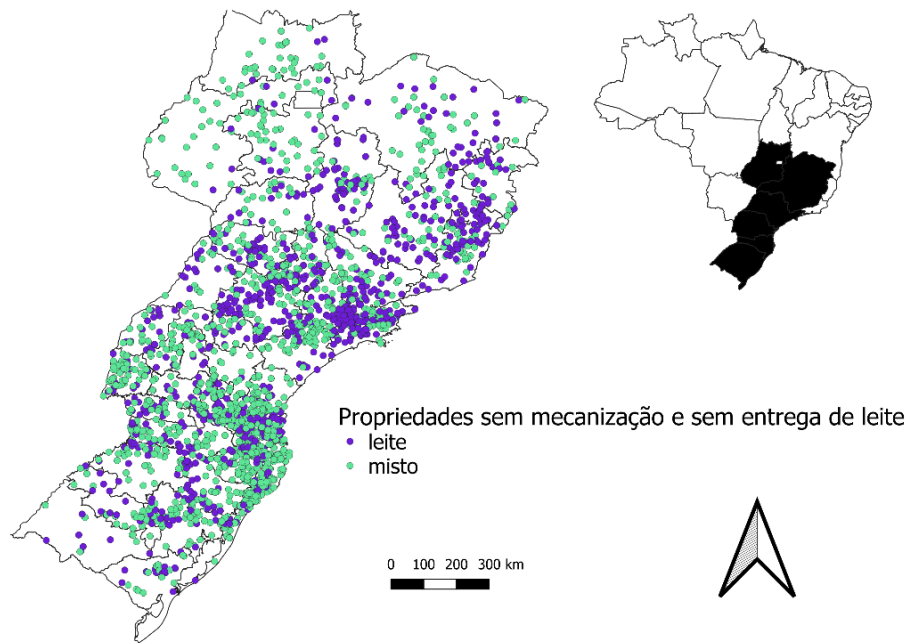 Propriedades sem mecanização e sem entrega de leite
leite
misto
0 100 200 300 km